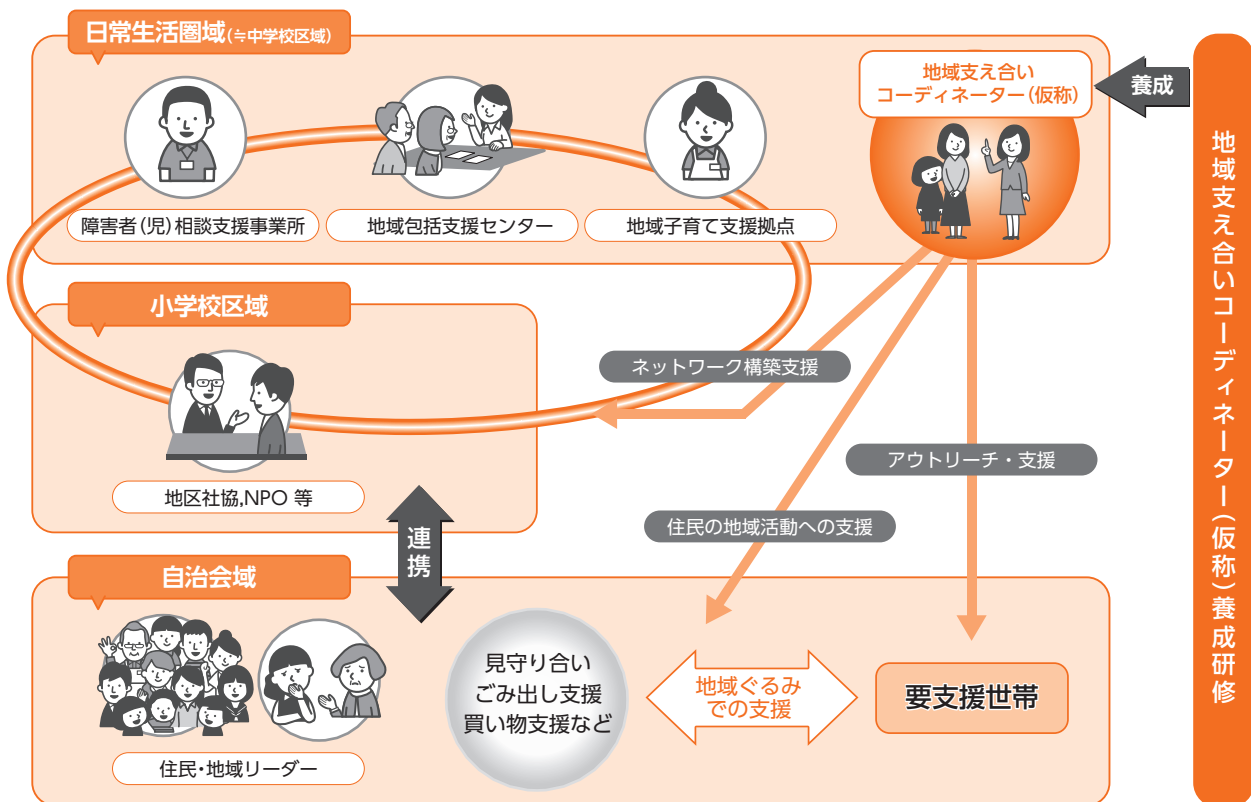 日常生活圏域(≒中学校区域)
地域支え合い
コーディネーター(仮称)
養成
障害者(児)相談支援事業所
地域包括支援センター
地域子育て支援拠点
小学校区域
ネットワーク構築支援
アウトリーチ・支援
地区社協,NPO 等
住民の地域活動への支援
連携
自治会域
見守り合い
ごみ出し支援
買い物支援など
地域ぐるみ
での支援
要支援世帯
住民・地域リーダー
地域支え合いコーディネーター(仮称)養成研修